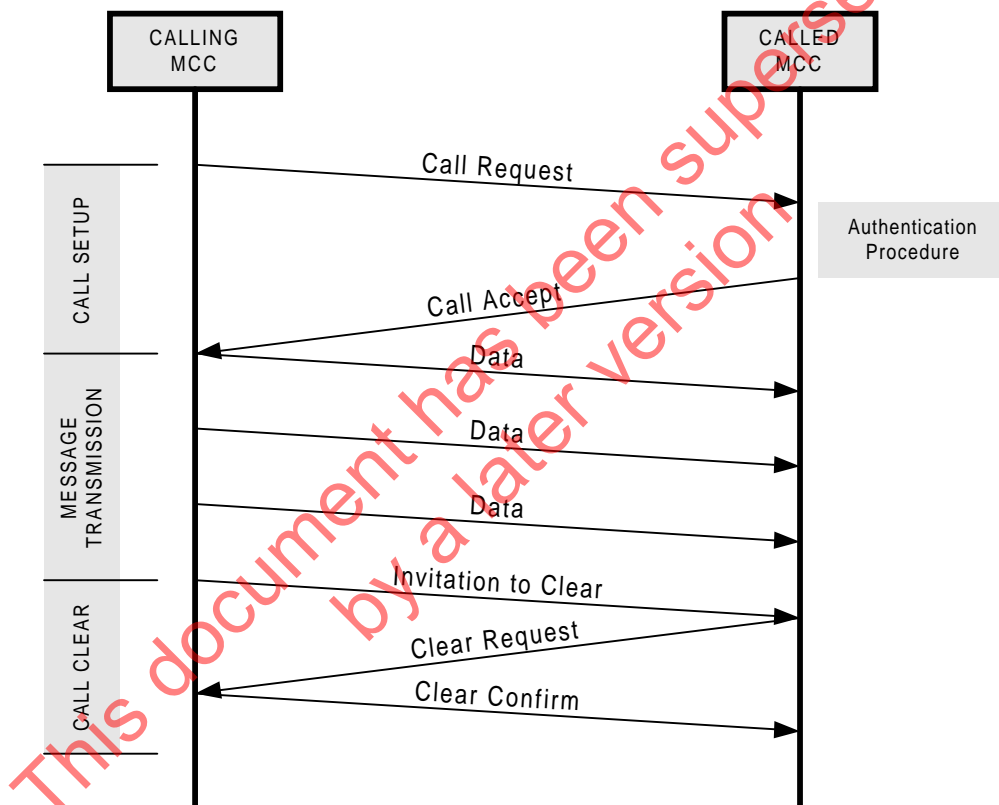 CALLING
MCC
CALLED
MCC
Call Request
Authentication
Procedure
CALL SETUP
Call Accept
Data
MESSAGE
TRANSMISSION
Data
Data
Invitation to Clear
CALL CLEAR
Clear Request
Clear Confirm
This document has been
by a later version